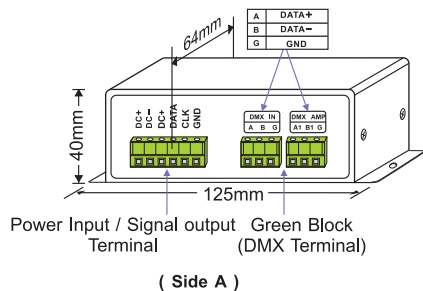 A DATA+
B DATA-
G GND
64mm
40mm
DC+ DC- DC+ DATA CLK GND
DMX IN
A B G
DMX AMP
A1 B1 G
125mm
Power Input / Signal output
Terminal
Green Block
(DMX Terminal)
( Side A )